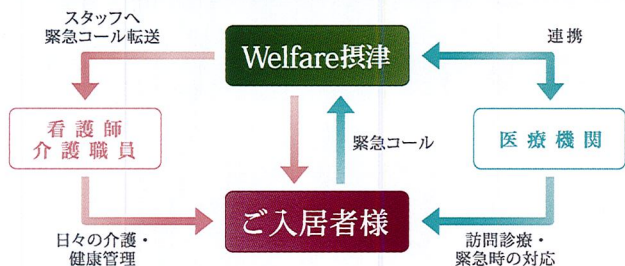 スタッフへ
緊急コール転送
Welfare摂津
連携
看護師
介護職員
緊急コール
医療機関
ご入居者様
日々の介護・
健康管理
訪問診療・
緊急時の対応